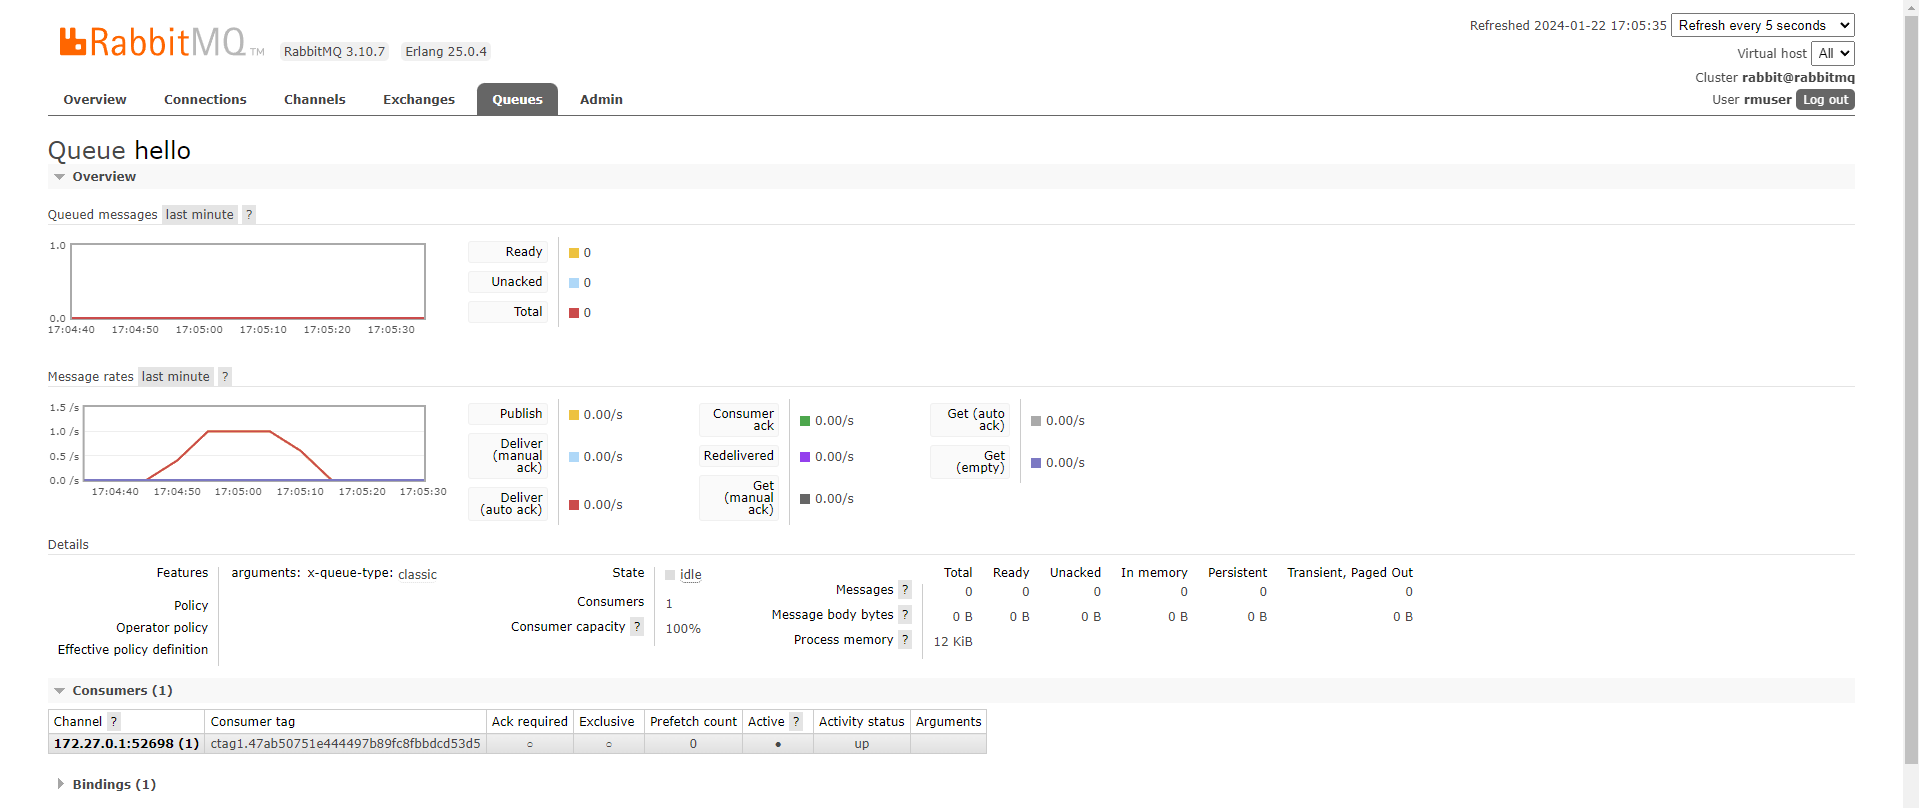 Refreshed 2024-01-22 17:05:35 Refresh every 5 seconds
RabbitMQ TM RabbitMQ 3.10.7 Erlang 25.0.4
Virtual host All
Cluster rabbit@rabbitmq
User rmuser Log out
Overview Connections Channels Exchanges Queues Admin
Queue hello
Overview
Queued messages last minute ?
1.0
0.0
17:04:40 17:04:50 17:05:00 17:05:10 17:05:20 17:05:30
Ready 0
Unacked 0
Total 0
Message rates last minute ?
1.5 /s
1.0 /s
0.5 /s
0.0 /s
17:04:40 17:04:50 17:05:00 17:05:10 17:05:20 17:05:30
Publish 0.00/s
Deliver
(manual 0.00/s
ack)
Deliver
(auto ack) 0.00/s
Consumer
ack 0.00/s
Redelivered 0.00/s
Get
(manual 0.00/s
ack)
Get (auto
ack) 0.00/s
Get
(empty) 0.00/s
Details
Features arguments: x-queue-type: classic
Policy
Operator policy
Effective policy definition
State idle
Consumers 1
Consumer capacity ? 100%
Total Ready Unacked In memory Persistent Transient, Paged Out
Messages ? 0 0 0 0 0 0
Message body bytes ? 0 B 0 B 0 B 0 B 0 B 0 B
Process memory ? 12 KiB
Consumers (1)
Channel ? Consumer tag Ack required Exclusive Prefetch count Active ? Activity status Arguments
172.27.0.1:52698 (1) ctag1.47ab50751e444497b89fc8fbbdcd53d5 ○ ○ 0 ● up
Bindings (1)